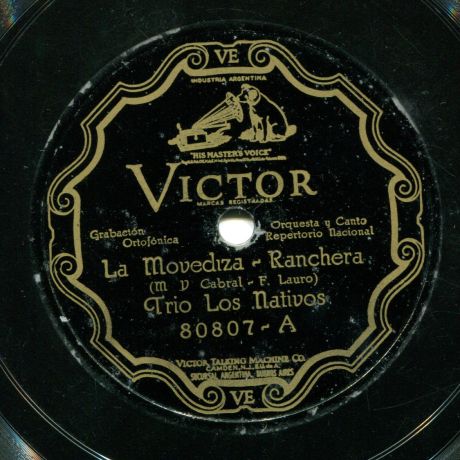 VE
INDUSTRIA ARGENTINA
"HIS MASTER'S VOICE"
VICTOR
MARCAS REGISTRADAS
Grabación
Ortofónica
Orquesta y Canto
Repertorio Nacional
La Movediza - Ranchera
(M V Cabral - F. Lauro)
Trio Los Nativos
80807-A
VICTOR TALKING MACHINE CO.
CAMDEN, N.J., E.U. de A.
SUCURSAL ARGENTINA, BUENOS AIRES
VE